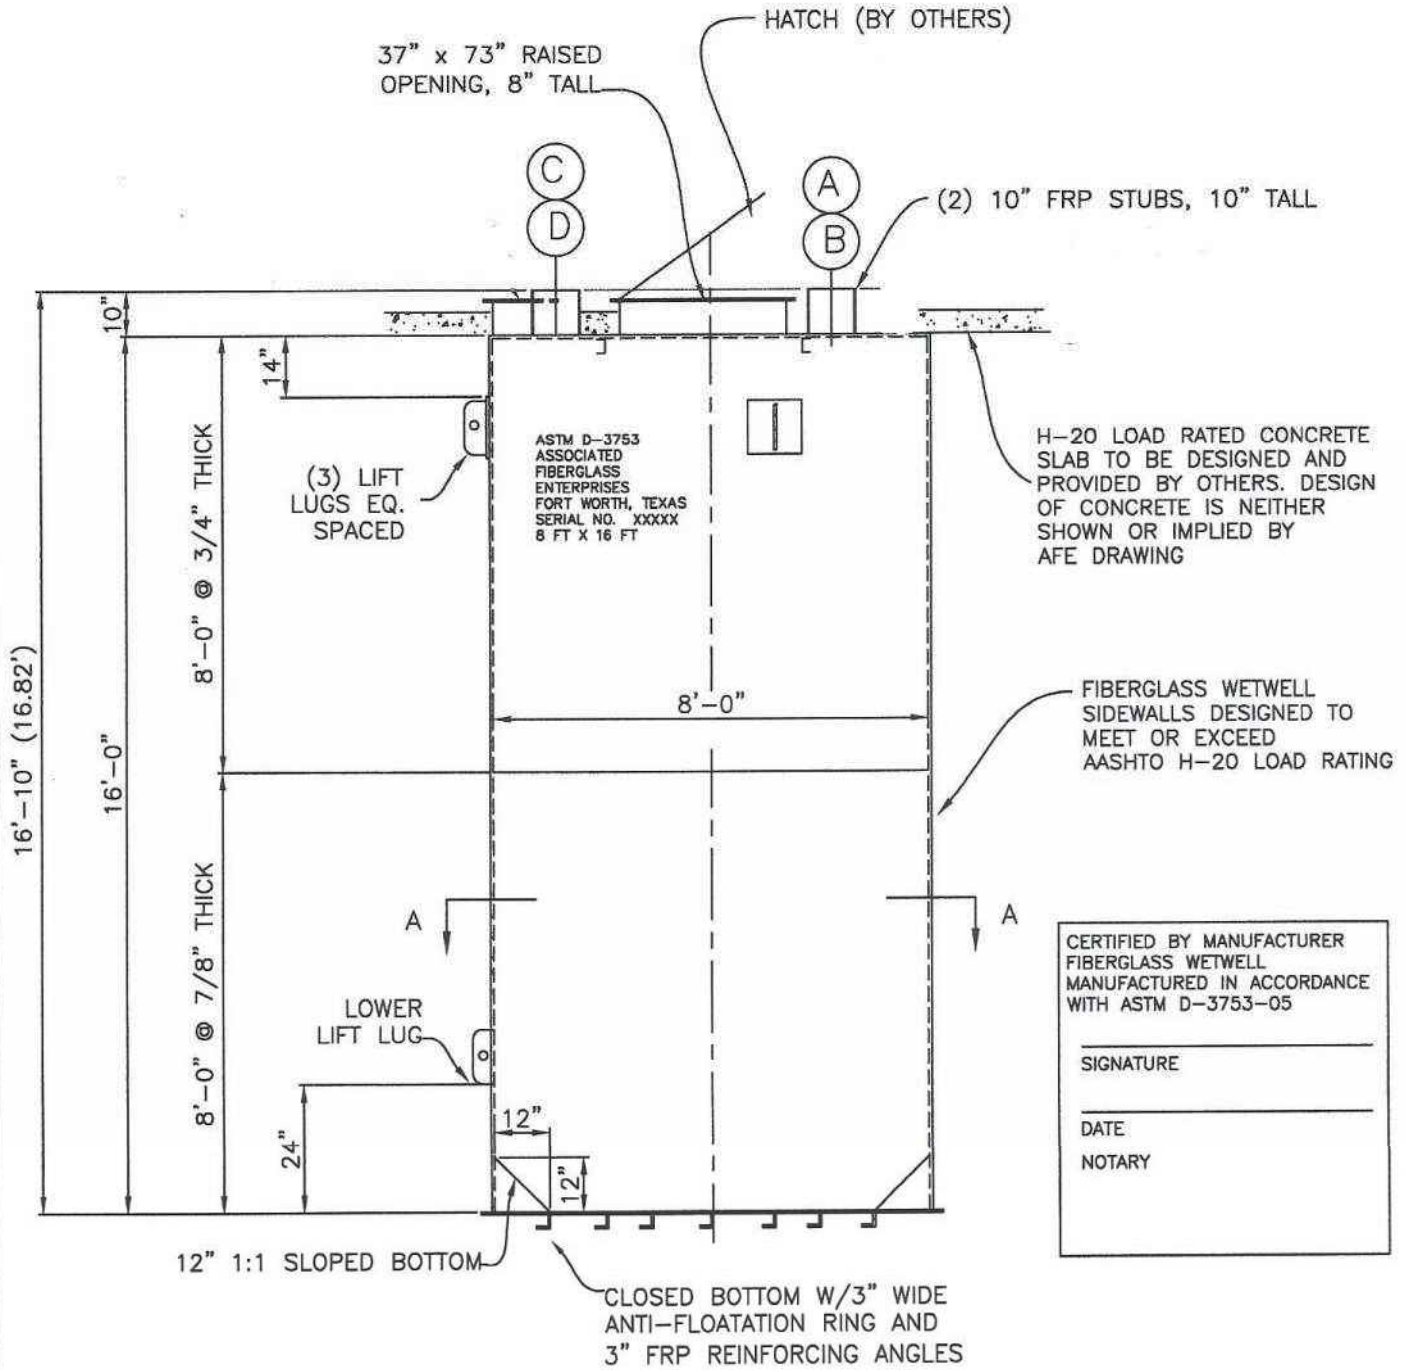 HATCH (BY OTHERS)
37" x 73" RAISED
OPENING, 8" TALL
C
D
A
B
(2) 10" FRP STUBS, 10" TALL
10"
14"
(3) LIFT
LUGS EQ.
SPACED
ASTM D-3753
ASSOCIATED
FIBERGLASS
ENTERPRISES
FORT WORTH, TEXAS
SERIAL NO. XXXXX
8 FT X 16 FT
H-20 LOAD RATED CONCRETE
SLAB TO BE DESIGNED AND
PROVIDED BY OTHERS. DESIGN
OF CONCRETE IS NEITHER
SHOWN OR IMPLIED BY
AFE DRAWING
8'-0" @ 3/4" THICK
16'-10" (16.82')
16'-0"
8'-0"
FIBERGLASS WETWELL
SIDEWALLS DESIGNED TO
MEET OR EXCEED
AASHTO H-20 LOAD RATING
8'-0" @ 7/8" THICK
A
A
LOWER
LIFT LUG
24"
12"
12"
12" 1:1 SLOPED BOTTOM
CLOSED BOTTOM W/3" WIDE
ANTI-FLOATATION RING AND
3" FRP REINFORCING ANGLES
CERTIFIED BY MANUFACTURER
FIBERGLASS WETWELL
MANUFACTURED IN ACCORDANCE
WITH ASTM D-3753-05
SIGNATURE
DATE
NOTARY